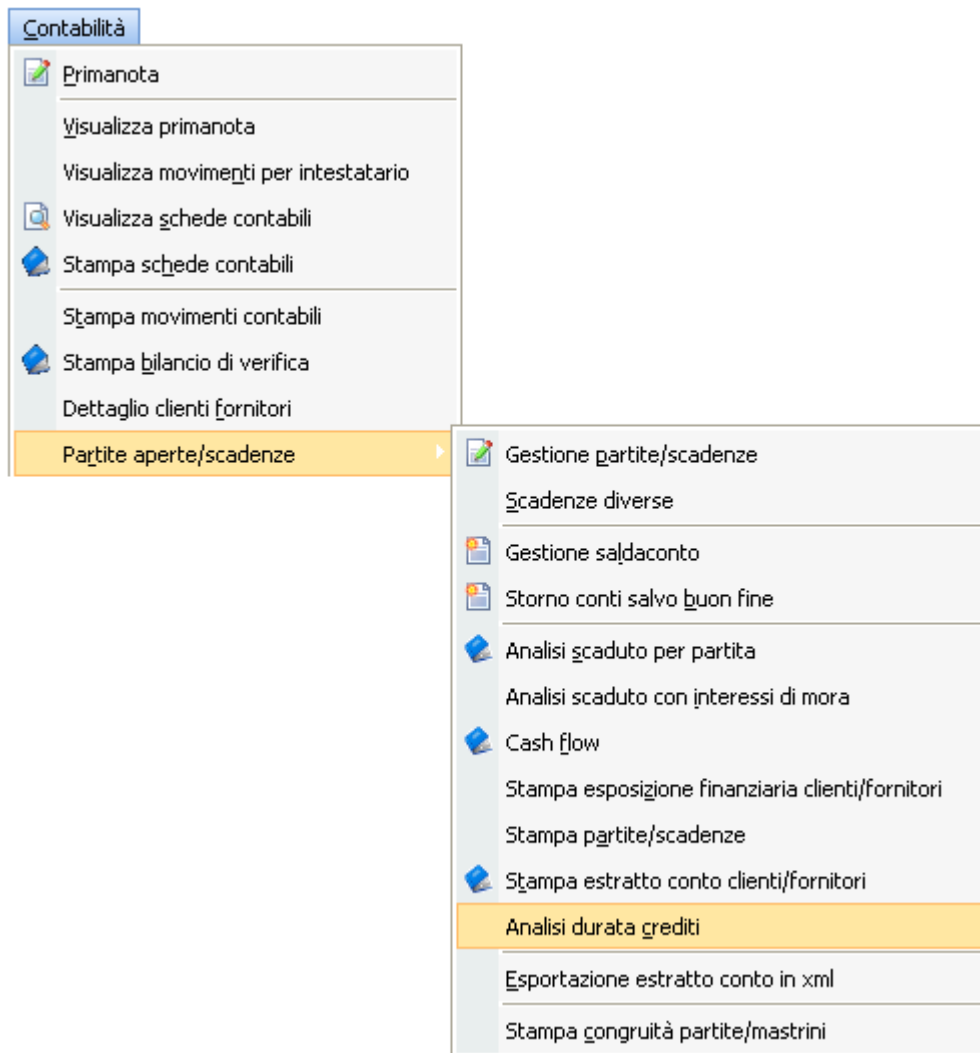 Contabilità
Primanota
Visualizza primanota
Visualizza movimenti per intestatario
Visualizza schede contabili
Stampa schede contabili
Stampa movimenti contabili
Stampa bilancio di verifica
Dettaglio clienti fornitori
Partite aperte/scadenze
Gestione partite/scadenze
Scadenze diverse
Gestione saldaconto
Storno conti salvo buon fine
Analisi scaduto per partita
Analisi scaduto con interessi di mora
Cash flow
Stampa esposizione finanziaria clienti/fornitori
Stampa partite/scadenze
Stampa estratto conto clienti/fornitori
Analisi durata crediti
Esportazione estratto conto in xml
Stampa congruità partite/mastrini